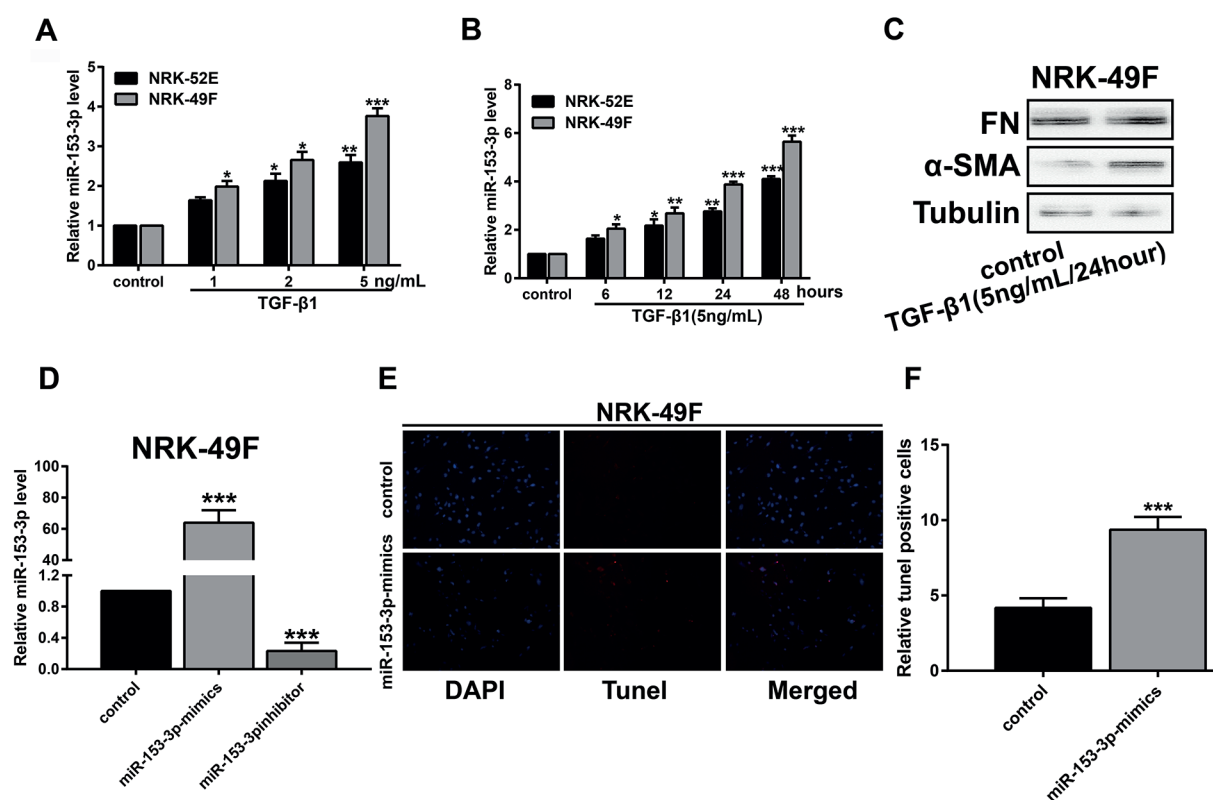 A
Relative miR-153-3p level
5
4
3
2
1
0
NRK-52E
NRK-49F
*
*
*
**
***
control
1
2
5 ng/mL
TGF-β1
B
Relative miR-153-3p level
8
6
4
2
0
NRK-52E
NRK-49F
*
*
**
**
***
***
***
control
6
12
24
48 hours
TGF-β1(5ng/mL)
C
NRK-49F
FN
α-SMA
Tubulin
control
TGF-β1(5ng/mL/24hour)
D
NRK-49F
Relative miR-153-3p level
100
80
60
40
1.2
0.8
0.4
0.0
***
***
control
miR-153-3p-mimics
miR-153-3pinhibitor
E
NRK-49F
control
miR-153-3p-mimics
DAPI
Tunel
Merged
F
Relative tunel positive cells
15
10
5
0
***
control
miR-153-3p-mimics